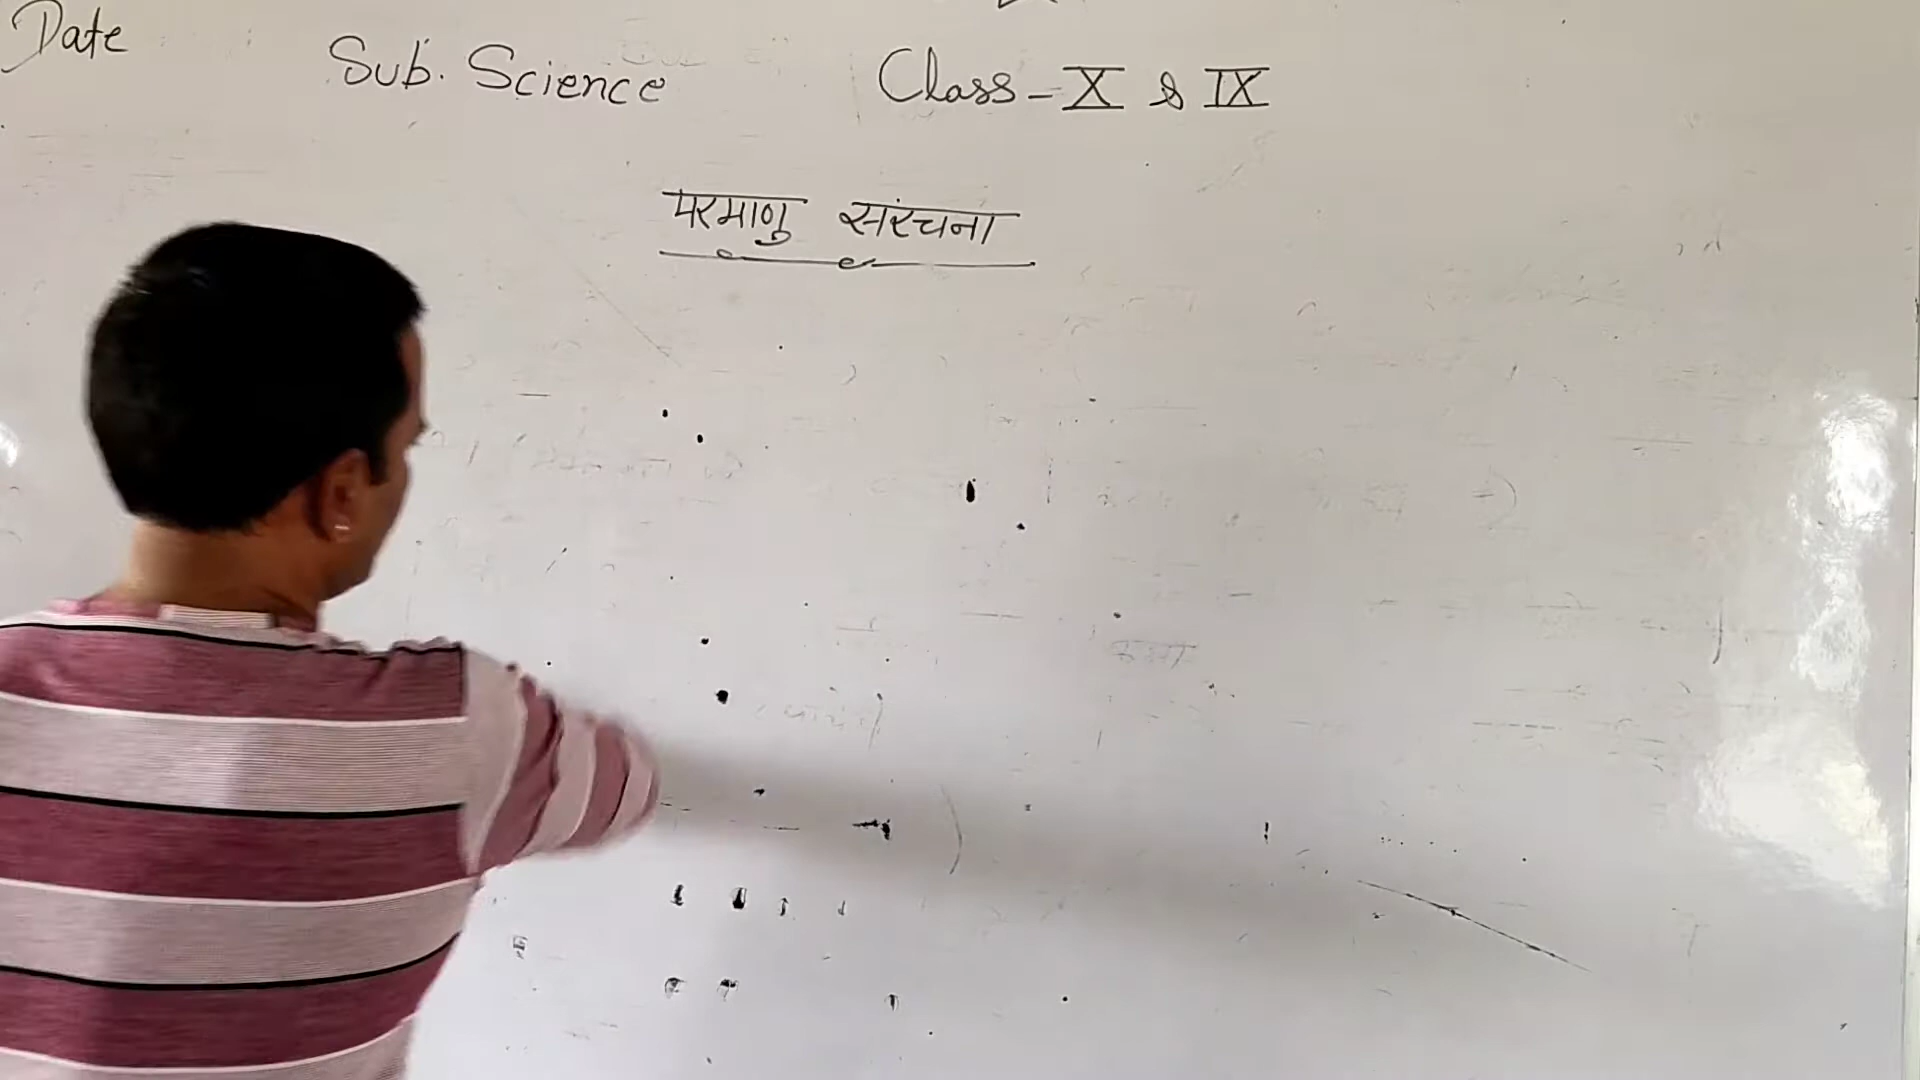 Date
Sub. Science Class - X & IX
परमाणु संरचना